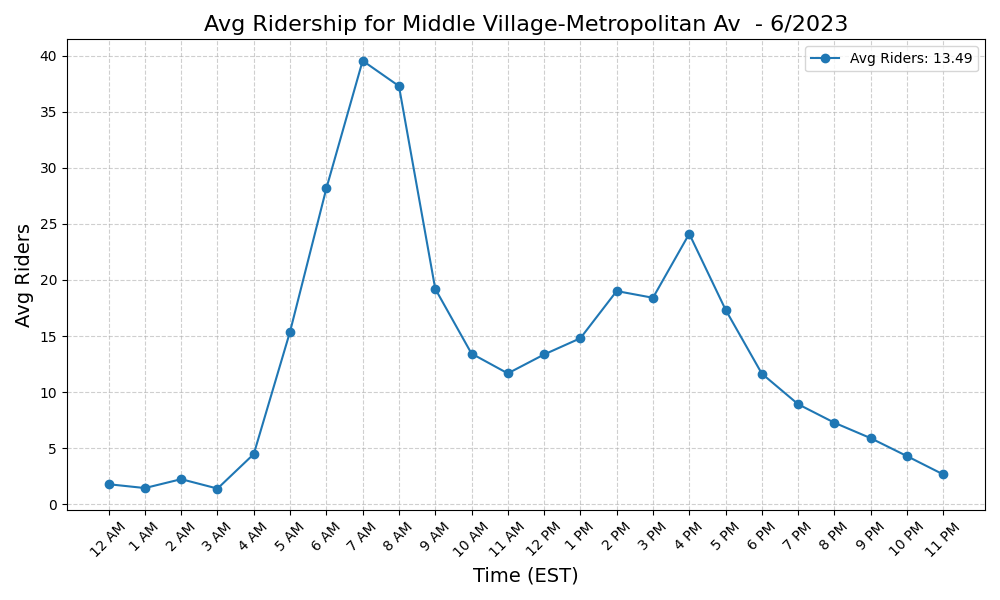 Avg Ridership for Middle Village-Metropolitan Av  - 6/2023
Avg Riders: 13.49
Avg Riders
40
35
30
25
20
15
10
5
0
12 AM
1 AM
2 AM
3 AM
4 AM
5 AM
6 AM
7 AM
8 AM
9 AM
10 AM
11 AM
12 PM
1 PM
2 PM
3 PM
4 PM
5 PM
6 PM
7 PM
8 PM
9 PM
10 PM
11 PM
Time (EST)